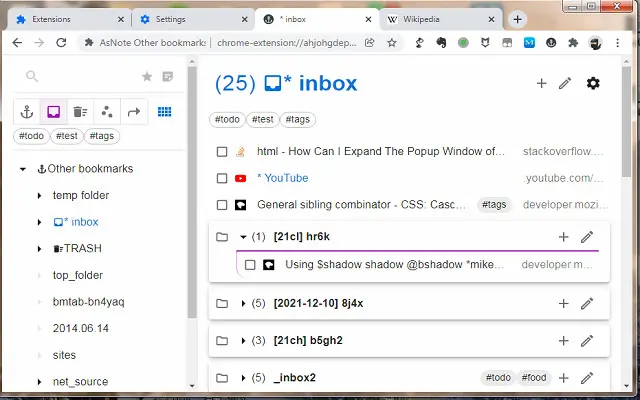 Extensions
Settings
* inbox
Wikipedia
AsNote Other bookmarks
chrome-extension://ahjohgdep...
#todo #test #tags
Other bookmarks
temp folder
* inbox
TRASH
top_folder
bmtab-bn4yaq
2014.06.14
sites
net_source
(25) * inbox
#todo #test #tags
html - How Can I Expand The Popup Window of... stackoverflow....
* YouTube .youtube.com/...
General sibling combinator - CSS: Casc... #tags developer.mozi...
(1) [21cl] hr6k
Using $shadow shadow @bshadow *mike... developer.m...
(5) [2021-12-10] 8j4x
(3) [21ch] b5gh2
(5) _inbox2 #todo #food